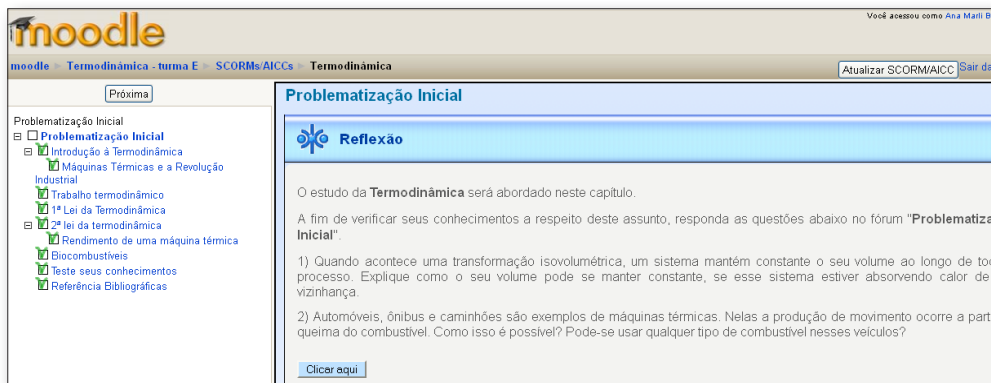 moodle
Você acessou como Ana Marli B
moodle ► Termodinâmica - turma E ► SCORMs/AICCs ► Termodinâmica
Atualizar SCORM/AICC Sair da
Próxima
Problematização Inicial
Problematização Inicial
Introdução à Termodinâmica
Máquinas Térmicas e a Revolução
Industrial
Trabalho termodinâmico
1ª Lei da Termodinâmica
2ª lei da termodinâmica
Rendimento de uma máquina térmica
Biocombustíveis
Teste seus conhecimentos
Referência Bibliográficas
Problematização Inicial
Reflexão
O estudo da Termodinâmica será abordado neste capítulo.
A fim de verificar seus conhecimentos a respeito deste assunto, responda as questões abaixo no fórum "Problematiza
Inicial".
1) Quando acontece uma transformação isovolumétrica, um sistema mantém constante o seu volume ao longo de to
processo. Explique como o seu volume pode se manter constante, se esse sistema estiver absorvendo calor de
vizinhança.
2) Automóveis, ônibus e caminhões são exemplos de máquinas térmicas. Nelas a produção de movimento ocorre a part
queima do combustível. Como isso é possível? Pode-se usar qualquer tipo de combustível nesses veículos?
Clicar aqui